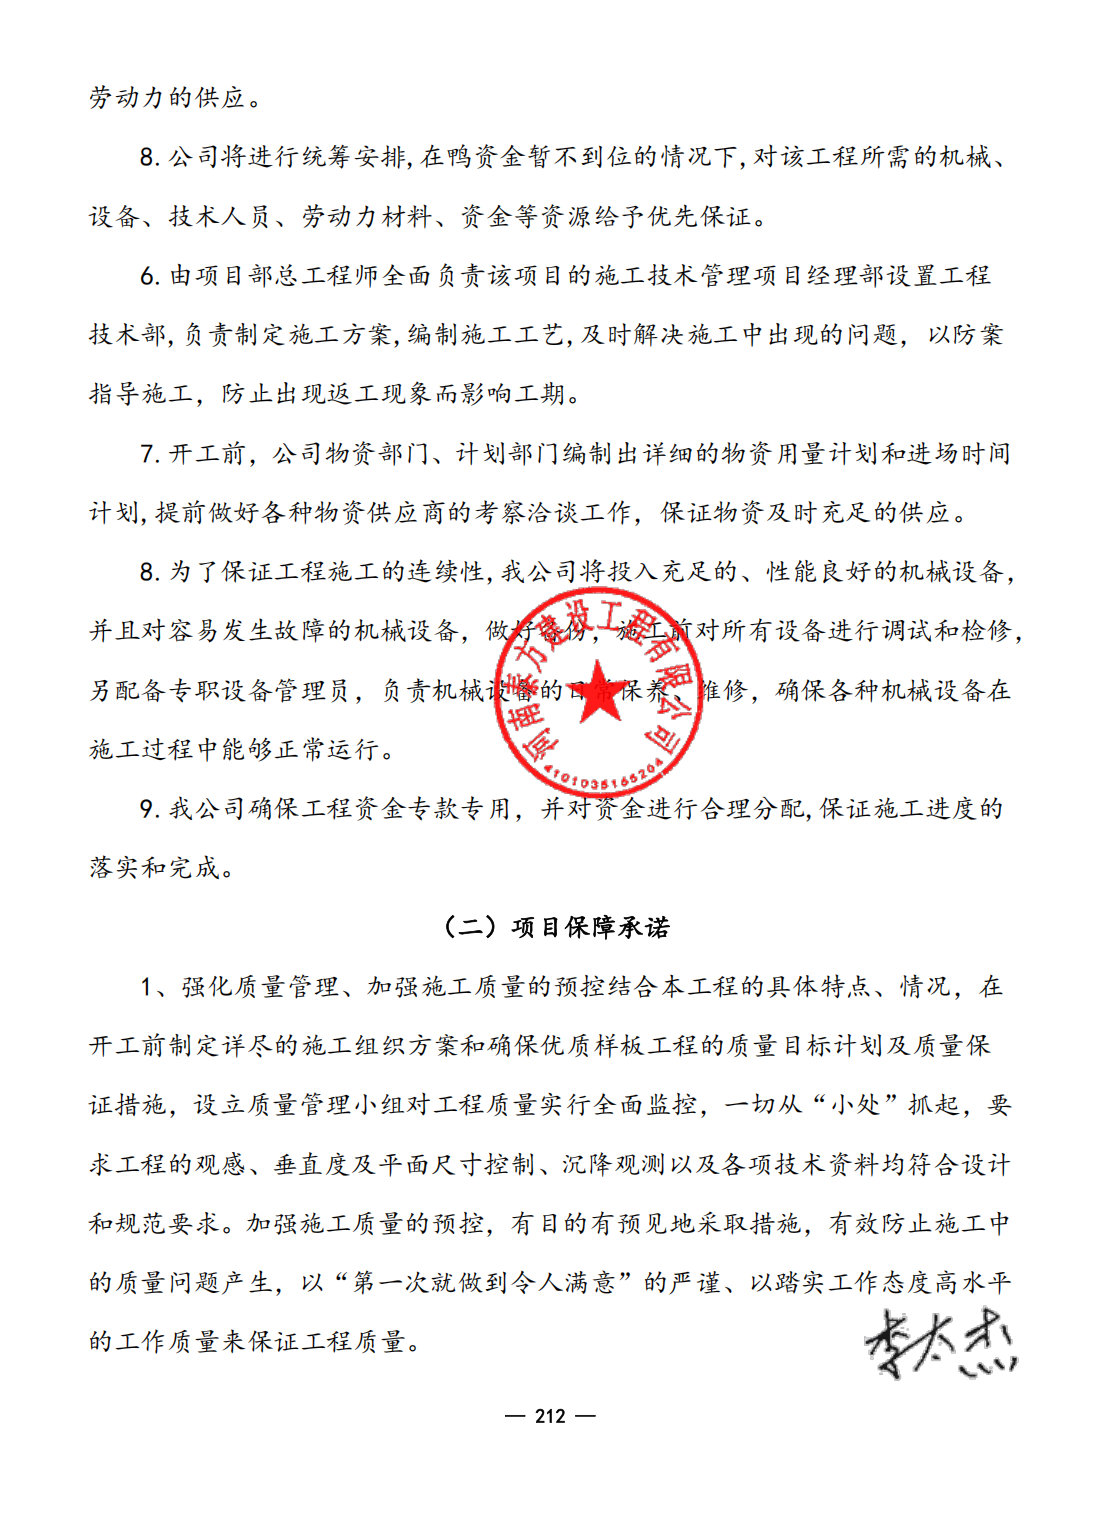 劳动力的供应。
8.公司将进行统筹安排,在鸭资金暂不到位的情况下,对该工程所需的机械、
设备、技术人员、劳动力材料、资金等资源给予优先保证。
6.由项目部总工程师全面负责该项目的施工技术管理项目经理部设置工程
技术部,负责制定施工方案,编制施工工艺,及时解决施工中出现的问题，以防案
指导施工，防止出现返工现象而影响工期。
7.开工前，公司物资部门、计划部门编制出详细的物资用量计划和进场时间
计划,提前做好各种物资供应商的考察洽谈工作，保证物资及时充足的供应。
8.为了保证工程施工的连续性,我公司将投入充足的、性能良好的机械设备，
并且对容易发生故障的机械设备，做好备份，施工前对所有设备进行调试和检修，
另配备专职设备管理员，负责机械设备的日常保养、维修，确保各种机械设备在
施工过程中能够正常运行。
河南泰方建设工程有限公司
4101035165204
9.我公司确保工程资金专款专用，并对资金进行合理分配,保证施工进度的
落实和完成。
（二）项目保障承诺
1、强化质量管理、加强施工质量的预控结合本工程的具体特点、情况，在
开工前制定详尽的施工组织方案和确保优质样板工程的质量目标计划及质量保
证措施，设立质量管理小组对工程质量实行全面监控，一切从“小处”抓起，要
求工程的观感、垂直度及平面尺寸控制、沉降观测以及各项技术资料均符合设计
和规范要求。加强施工质量的预控，有目的有预见地采取措施，有效防止施工中
的质量问题产生，以“第一次就做到令人满意”的严谨、以踏实工作态度高水平
的工作质量来保证工程质量。
李太杰
— 212 —